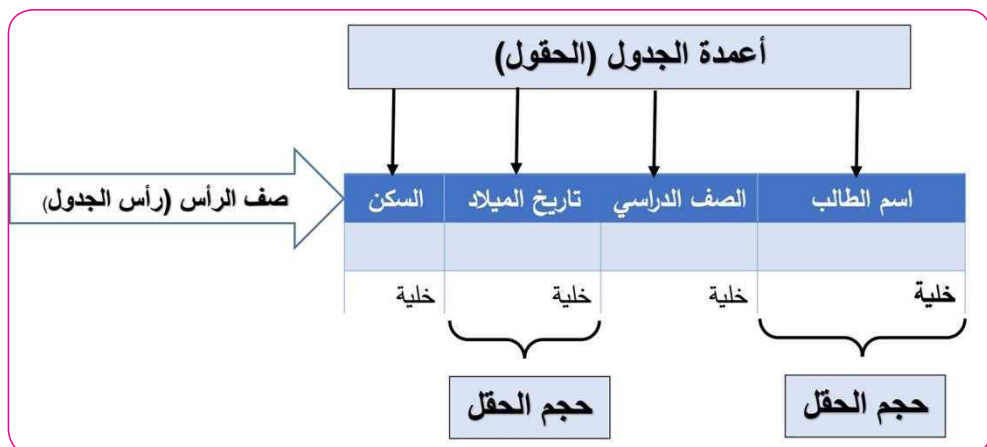 أعمدة الجدول (الحقول)
صف الرأس (رأس الجدول)
اسم الطالب الصف الدراسي تاريخ الميلاد السكن
خلية خلية خلية خلية
حجم الحقل حجم الحقل